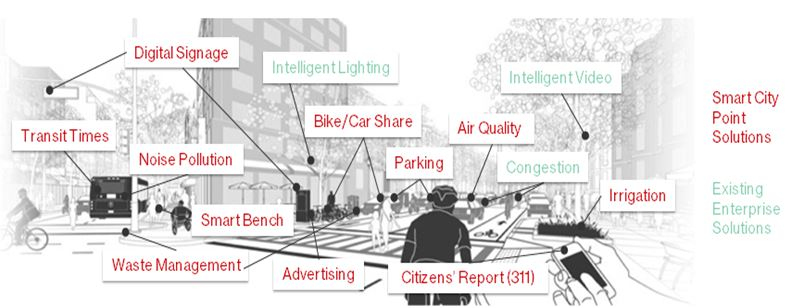 Digital Signage
Intelligent Lighting
Intelligent Video
Smart City
Point
Solutions
Bike/Car Share
Air Quality
Transit Times
Noise Pollution
Parking
Congestion
Irrigation
Existing
Enterprise
Solutions
Smart Bench
Waste Management
Advertising
Citizens' Report (311)